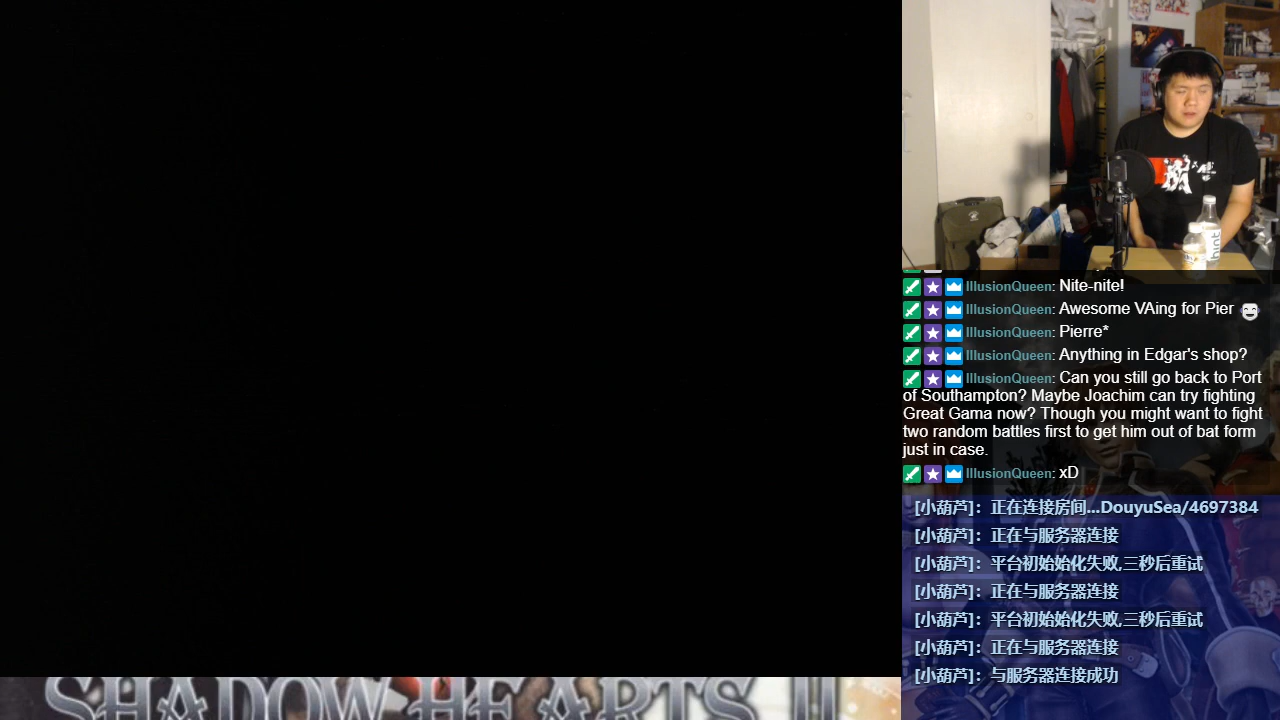 IllusionQueen: Nite-nite!
IllusionQueen: Awesome VAing for Pier
IllusionQueen: Pierre*
IllusionQueen: Anything in Edgar's shop?
IllusionQueen: Can you still go back to Port
of Southampton? Maybe Joachim can try fighting
Great Gama now? Though you might want to fight
two random battles first to get him out of bat form
just in case.
IllusionQueen: xD
[小葫芦]: 正在连接房间...DouyuSea/4697384
[小葫芦]: 正在与服务器连接
[小葫芦]: 平台初始始化失败,三秒后重试
[小葫芦]: 正在与服务器连接
[小葫芦]: 平台初始始化失败,三秒后重试
[小葫芦]: 正在与服务器连接
[小葫芦]: 与服务器连接成功
SHADOW HEARTS II
hint